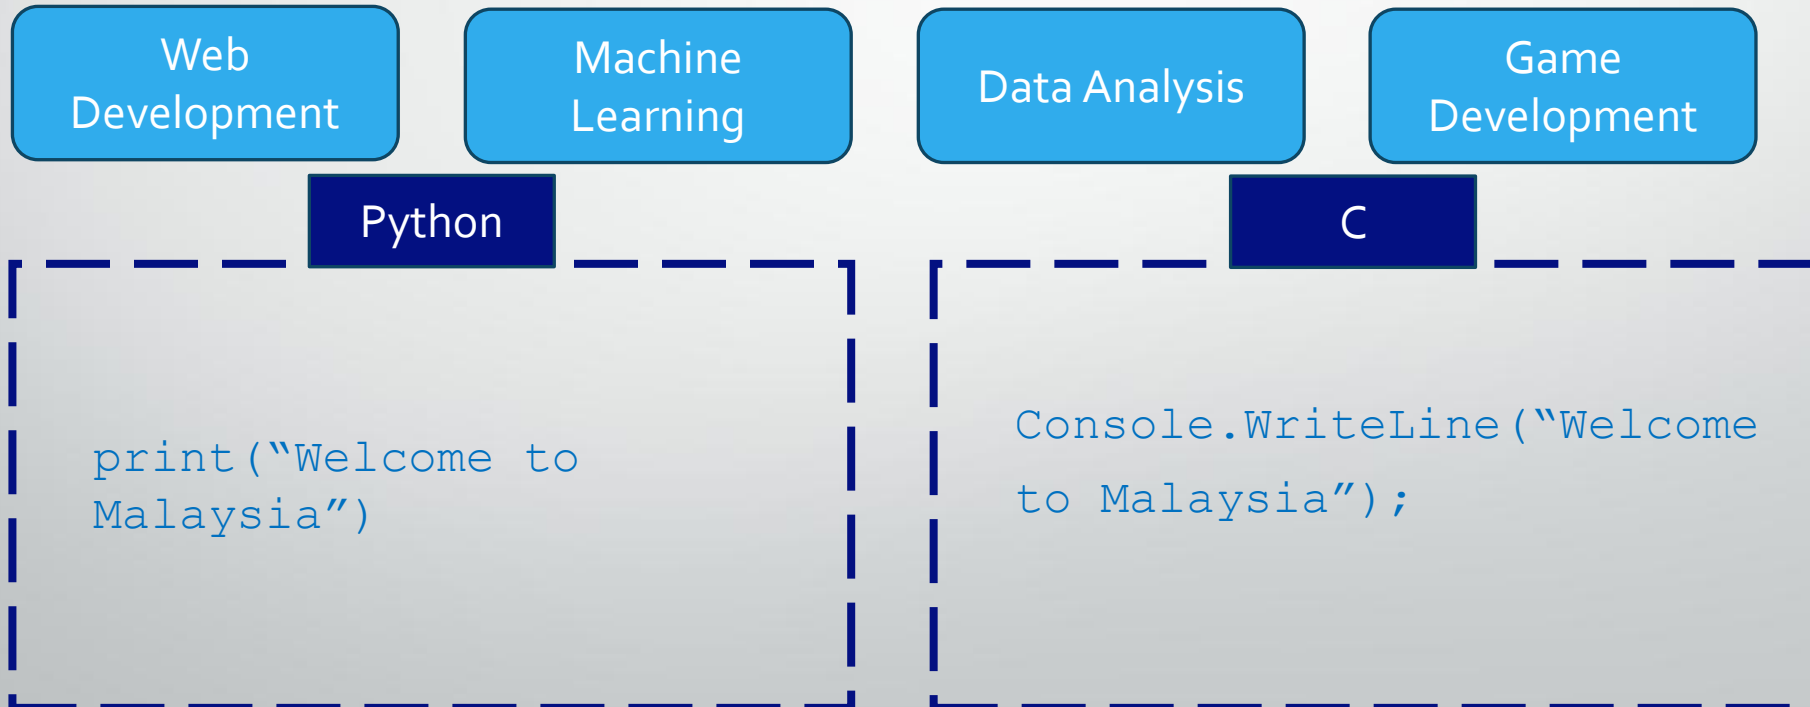 Web
Development
Machine
Learning
Data Analysis
Game
Development
Python
C
print(“Welcome to
Malaysia”)
Console.WriteLine(“Welcome
to Malaysia”);